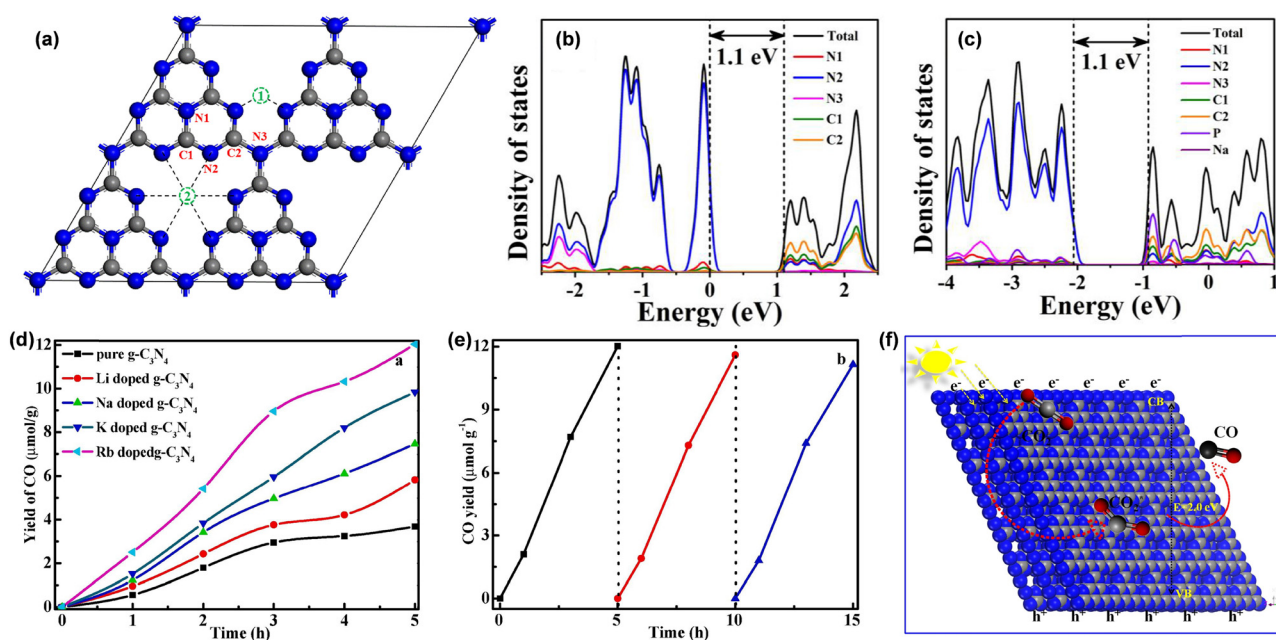 (a)
1
N1
C1
C2
N3
N2
2
(b)
1.1 eV
Total
N1
N2
N3
C1
C2
Density of states
-2
-1
0
1
2
Energy (eV)
(c)
1.1 eV
Total
N1
N2
N3
C1
C2
P
Na
Density of states
-4
-3
-2
-1
0
1
Energy (eV)
(d)
a
pure g-C₃N₄
Li doped g-C₃N₄
Na doped g-C₃N₄
K doped g-C₃N₄
Rb dopedg-C₃N₄
Yield of CO (μmol/g)
12
10
8
6
4
2
0
0
1
2
3
4
5
Time (h)
(e)
b
CO yield (μmol g⁻¹)
12
9
6
3
0
0
5
10
15
Time (h)
(f)
e⁻ e⁻ e⁻ e⁻ e⁻ e⁻
CB
CO
CO₂
E=2.0 eV
VB
h⁺ h⁺ h⁺ h⁺ h⁺ h⁺